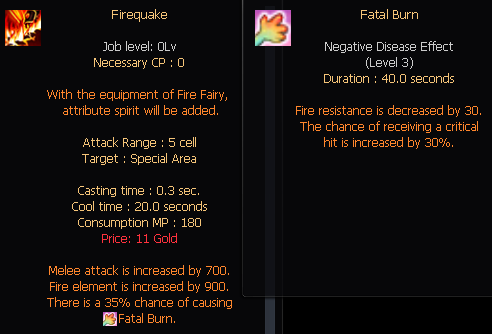 Firequake
Job level: 0Lv
Necessary CP : 0
With the equipment of Fire Fairy,
attribute spirit will be added.
Attack Range : 5 cell
Target : Special Area
Casting time : 0.3 sec.
Cool time : 20.0 seconds
Consumption MP : 180
Price: 11 Gold
Melee attack is increased by 700.
Fire element is increased by 900.
There is a 35% chance of causing
Fatal Burn.
Fatal Burn
Negative Disease Effect
(Level 3)
Duration : 40.0 seconds
Fire resistance is decreased by 30.
The chance of receiving a critical
hit is increased by 30%.